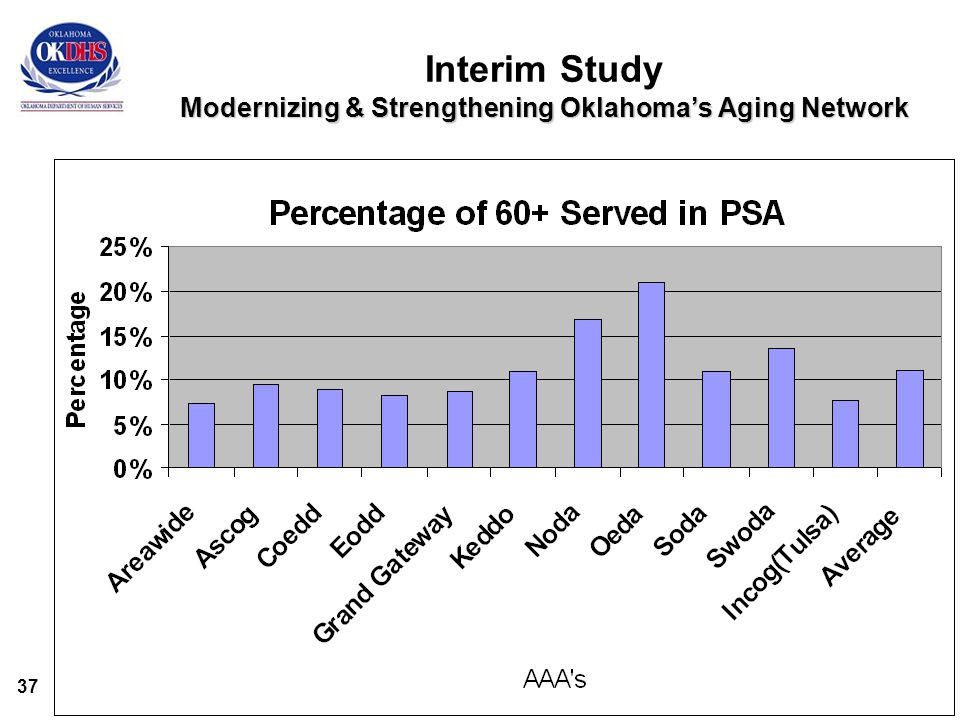 OKLAHOMA
OKDHS
EXCELLENCE
OKLAHOMA DEPARTMENT OF HUMAN SERVICES
Interim Study
Modernizing & Strengthening Oklahoma's Aging Network
Percentage of 60+ Served in PSA
Percentage
25%
20%
15%
10%
5%
0%
Areawide
Ascog
Coedd
Eodd
Grand Gateway
Keddo
Noda
Oeda
Soda
Swoda
Incog(Tulsa)
Average
AAA's
37